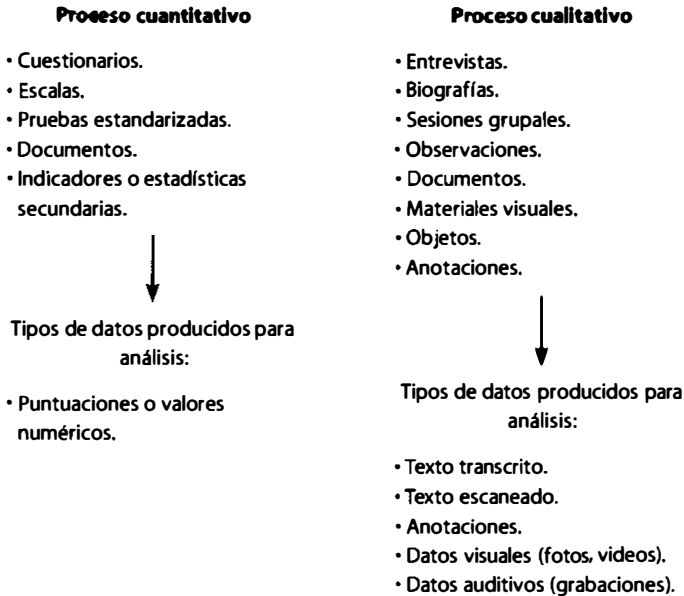 Proceso cuantitativo
• Cuestionarios.
• Escalas.
• Pruebas estandarizadas.
• Documentos.
• Indicadores o estadísticas
secundarias.
Tipos de datos producidos para
análisis:
• Puntuaciones o valores
numéricos.
Proceso cualitativo
• Entrevistas.
• Biografías.
• Sesiones grupales.
• Observaciones.
• Documentos.
• Materiales visuales.
• Objetos.
• Anotaciones.
Tipos de datos producidos para
análisis:
• Texto transcrito.
• Texto escaneado.
• Anotaciones.
• Datos visuales (fotos, videos).
• Datos auditivos (grabaciones).